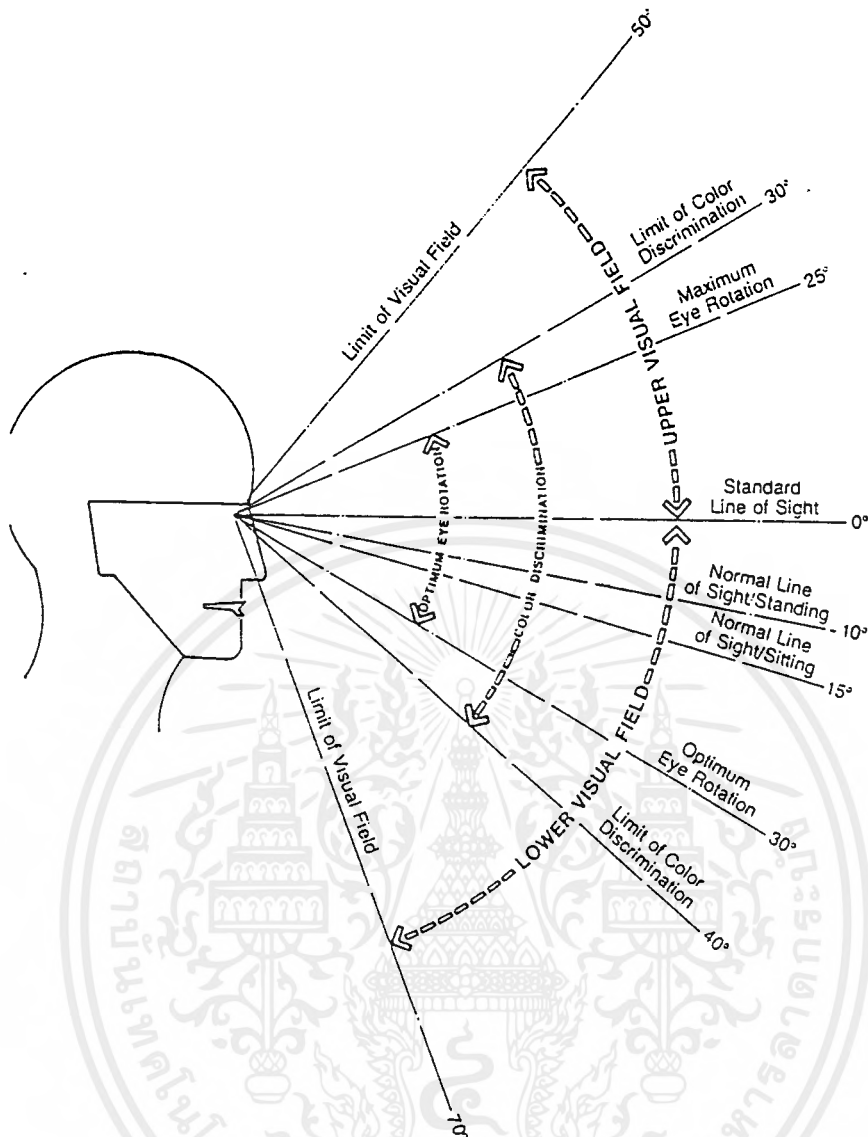 50°
Limit of Visual Field
Limit of Color
Discrimination
30°
Maximum
Eye Rotation
25°
UPPER VISUAL FIELD
OPTIMUM EYE ROTATION
COLOR DISCRIMINATION
Standard
Line of Sight
0°
Normal Line
of Sight/Standing
10°
Normal Line
of Sight/Sitting
15°
Optimum
Eye Rotation
30°
Limit of Color
Discrimination
40°
LOWER VISUAL FIELD
Limit of Visual Field
70°